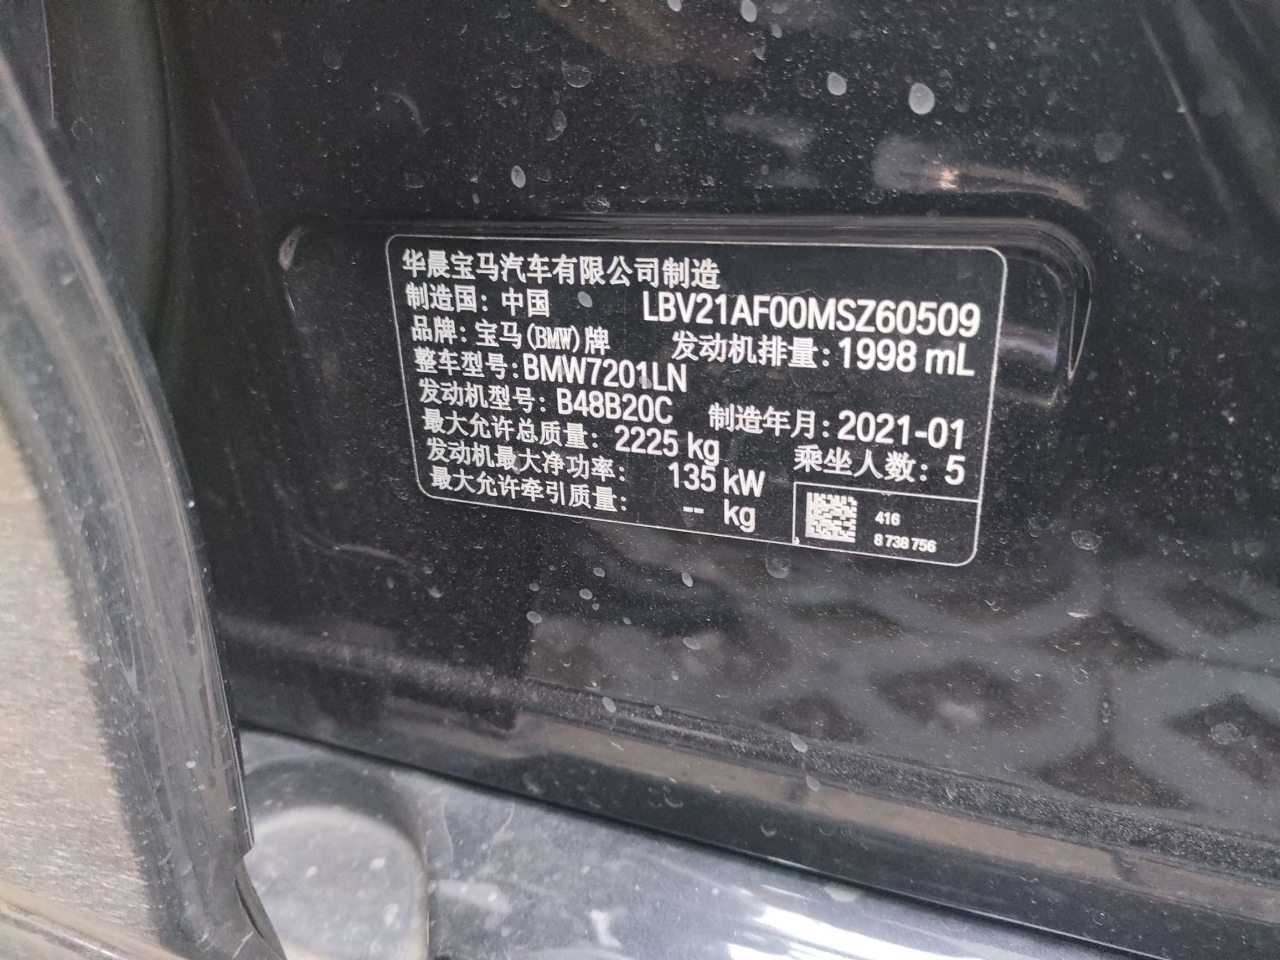 华晨宝马汽车有限公司制造
制造国：中国 LBV21AF00MSZ60509
品牌：宝马(BMW)牌 发动机排量：1998 mL
整车型号：BMW7201LN
发动机型号：B48B20C 制造年月：2021-01
最大允许总质量：2225 kg 乘坐人数：5
发动机最大净功率：135 kW
最大允许牵引质量：-- kg
416
8 738 756